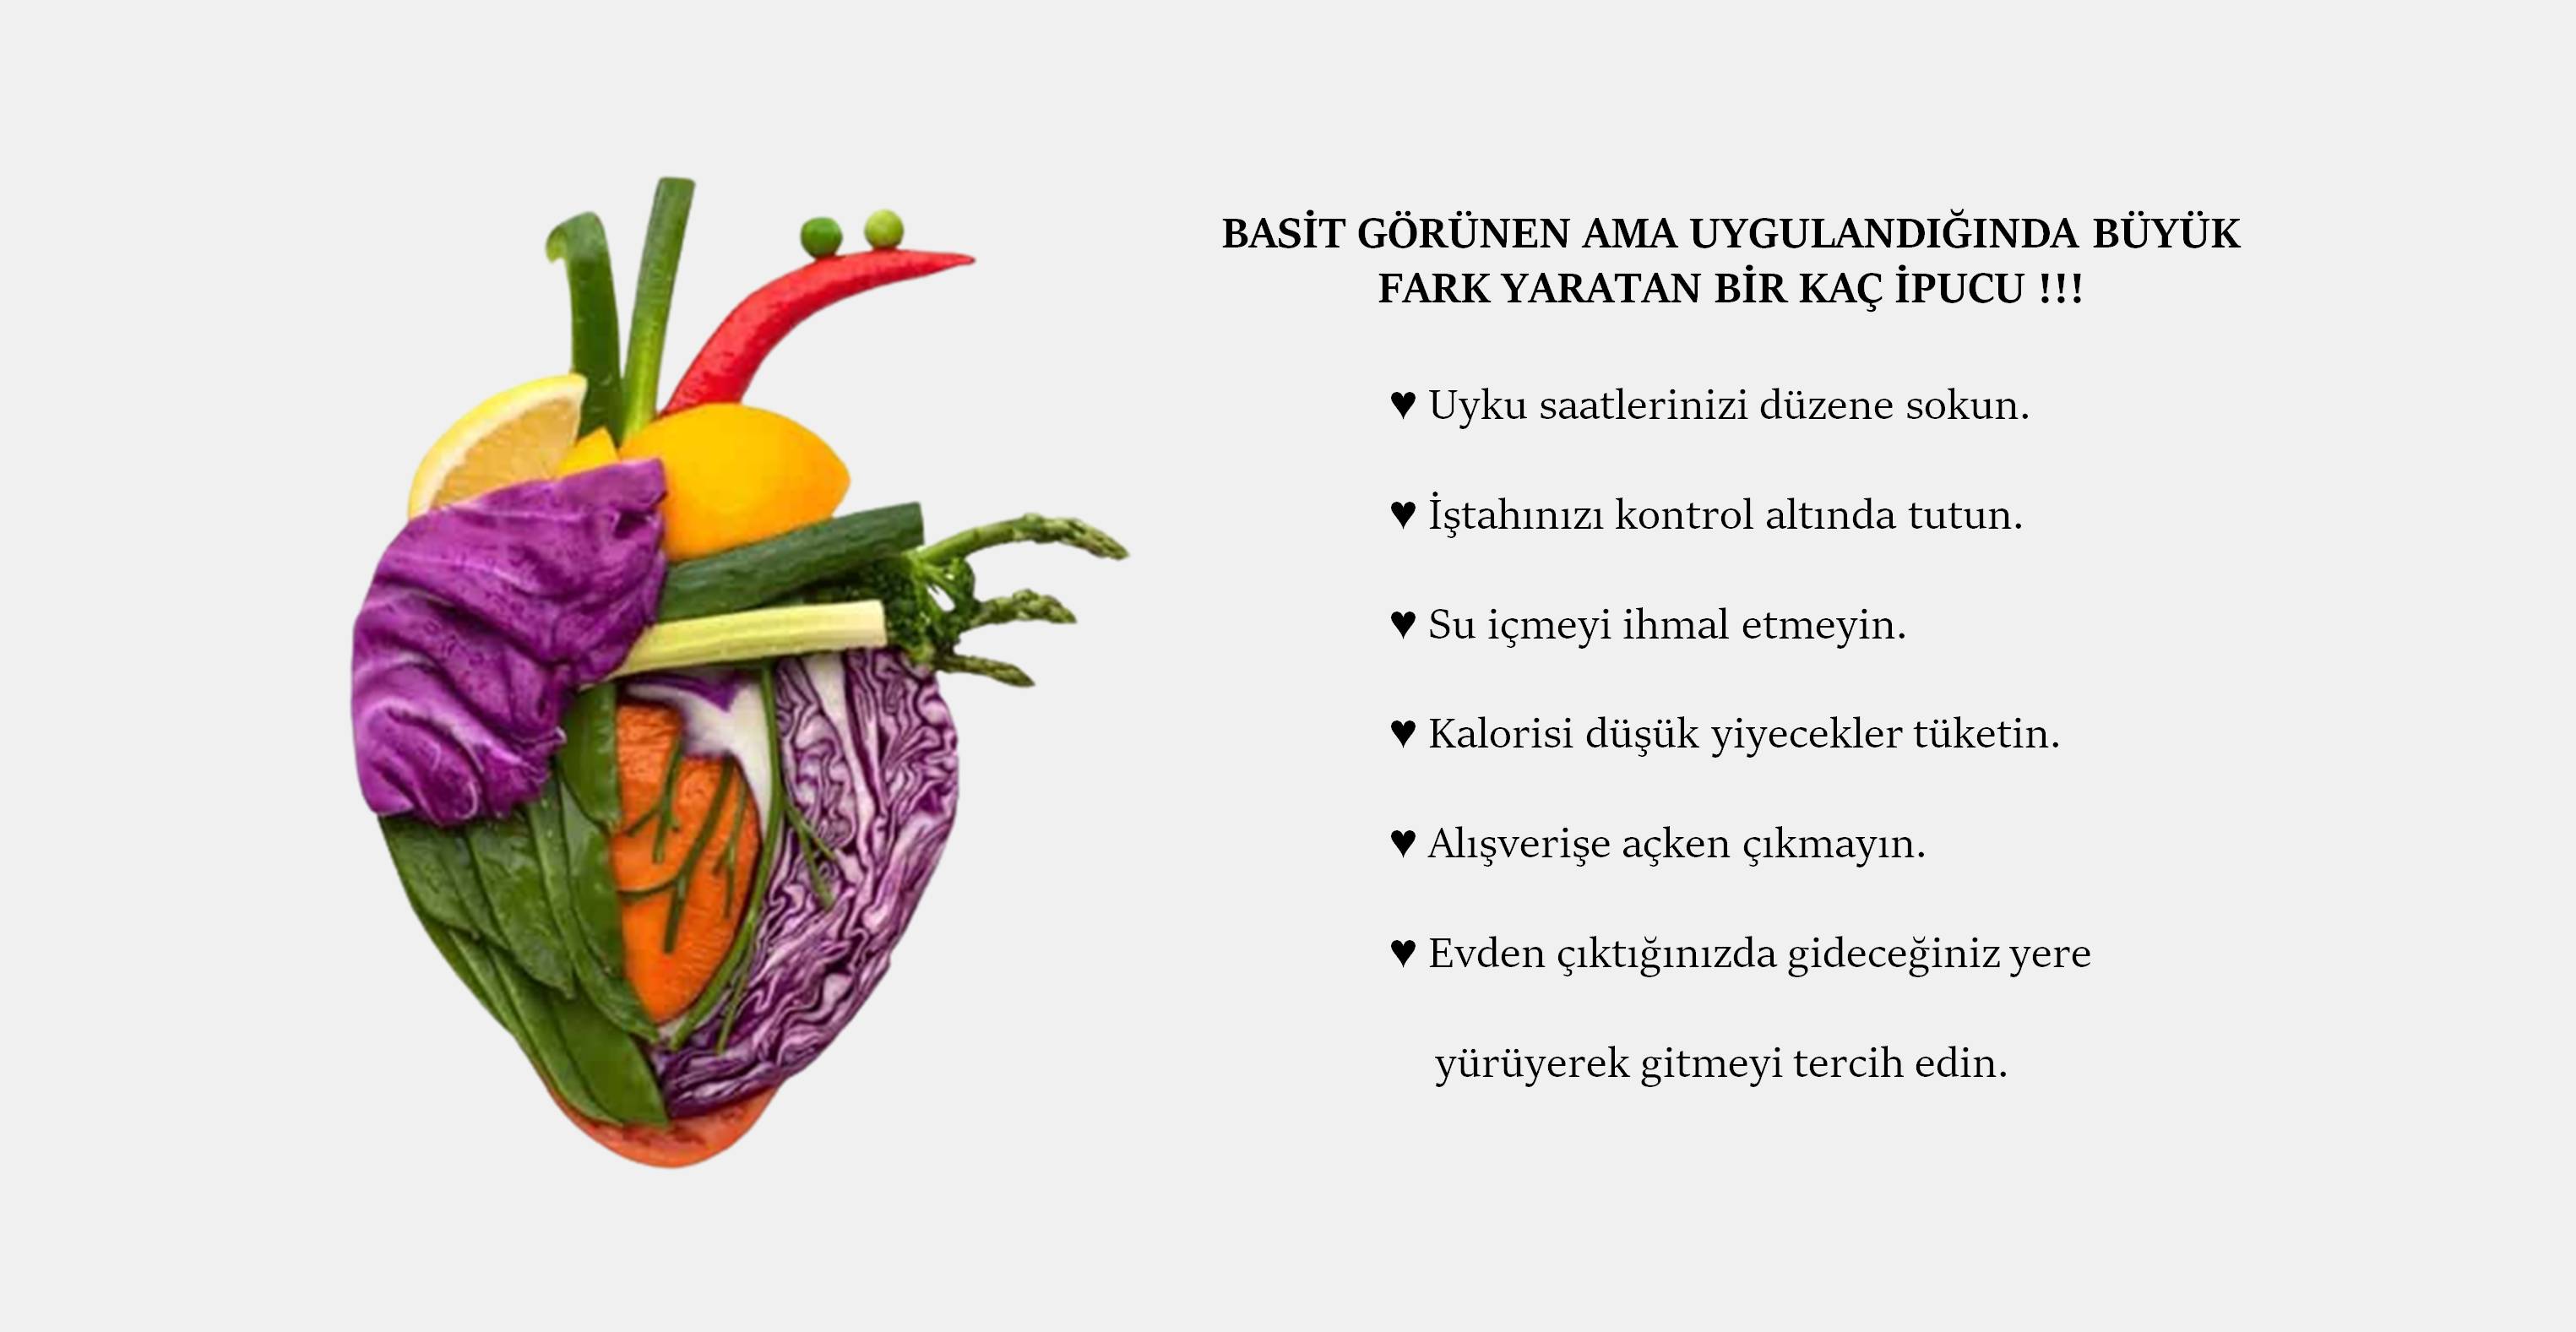 BASİT GÖRÜNEN AMA UYGULANDIĞINDA BÜYÜK
FARK YARATAN BİR KAÇ İPUCU !!!
♥ Uyku saatlerinizi düzene sokun.
♥ İştahınızı kontrol altında tutun.
♥ Su içmeyi ihmal etmeyin.
♥ Kalorisi düşük yiyecekler tüketin.
♥ Alışverişe açken çıkmayın.
♥ Evden çıktığınızda gideceğiniz yere
yürüyerek gitmeyi tercih edin.